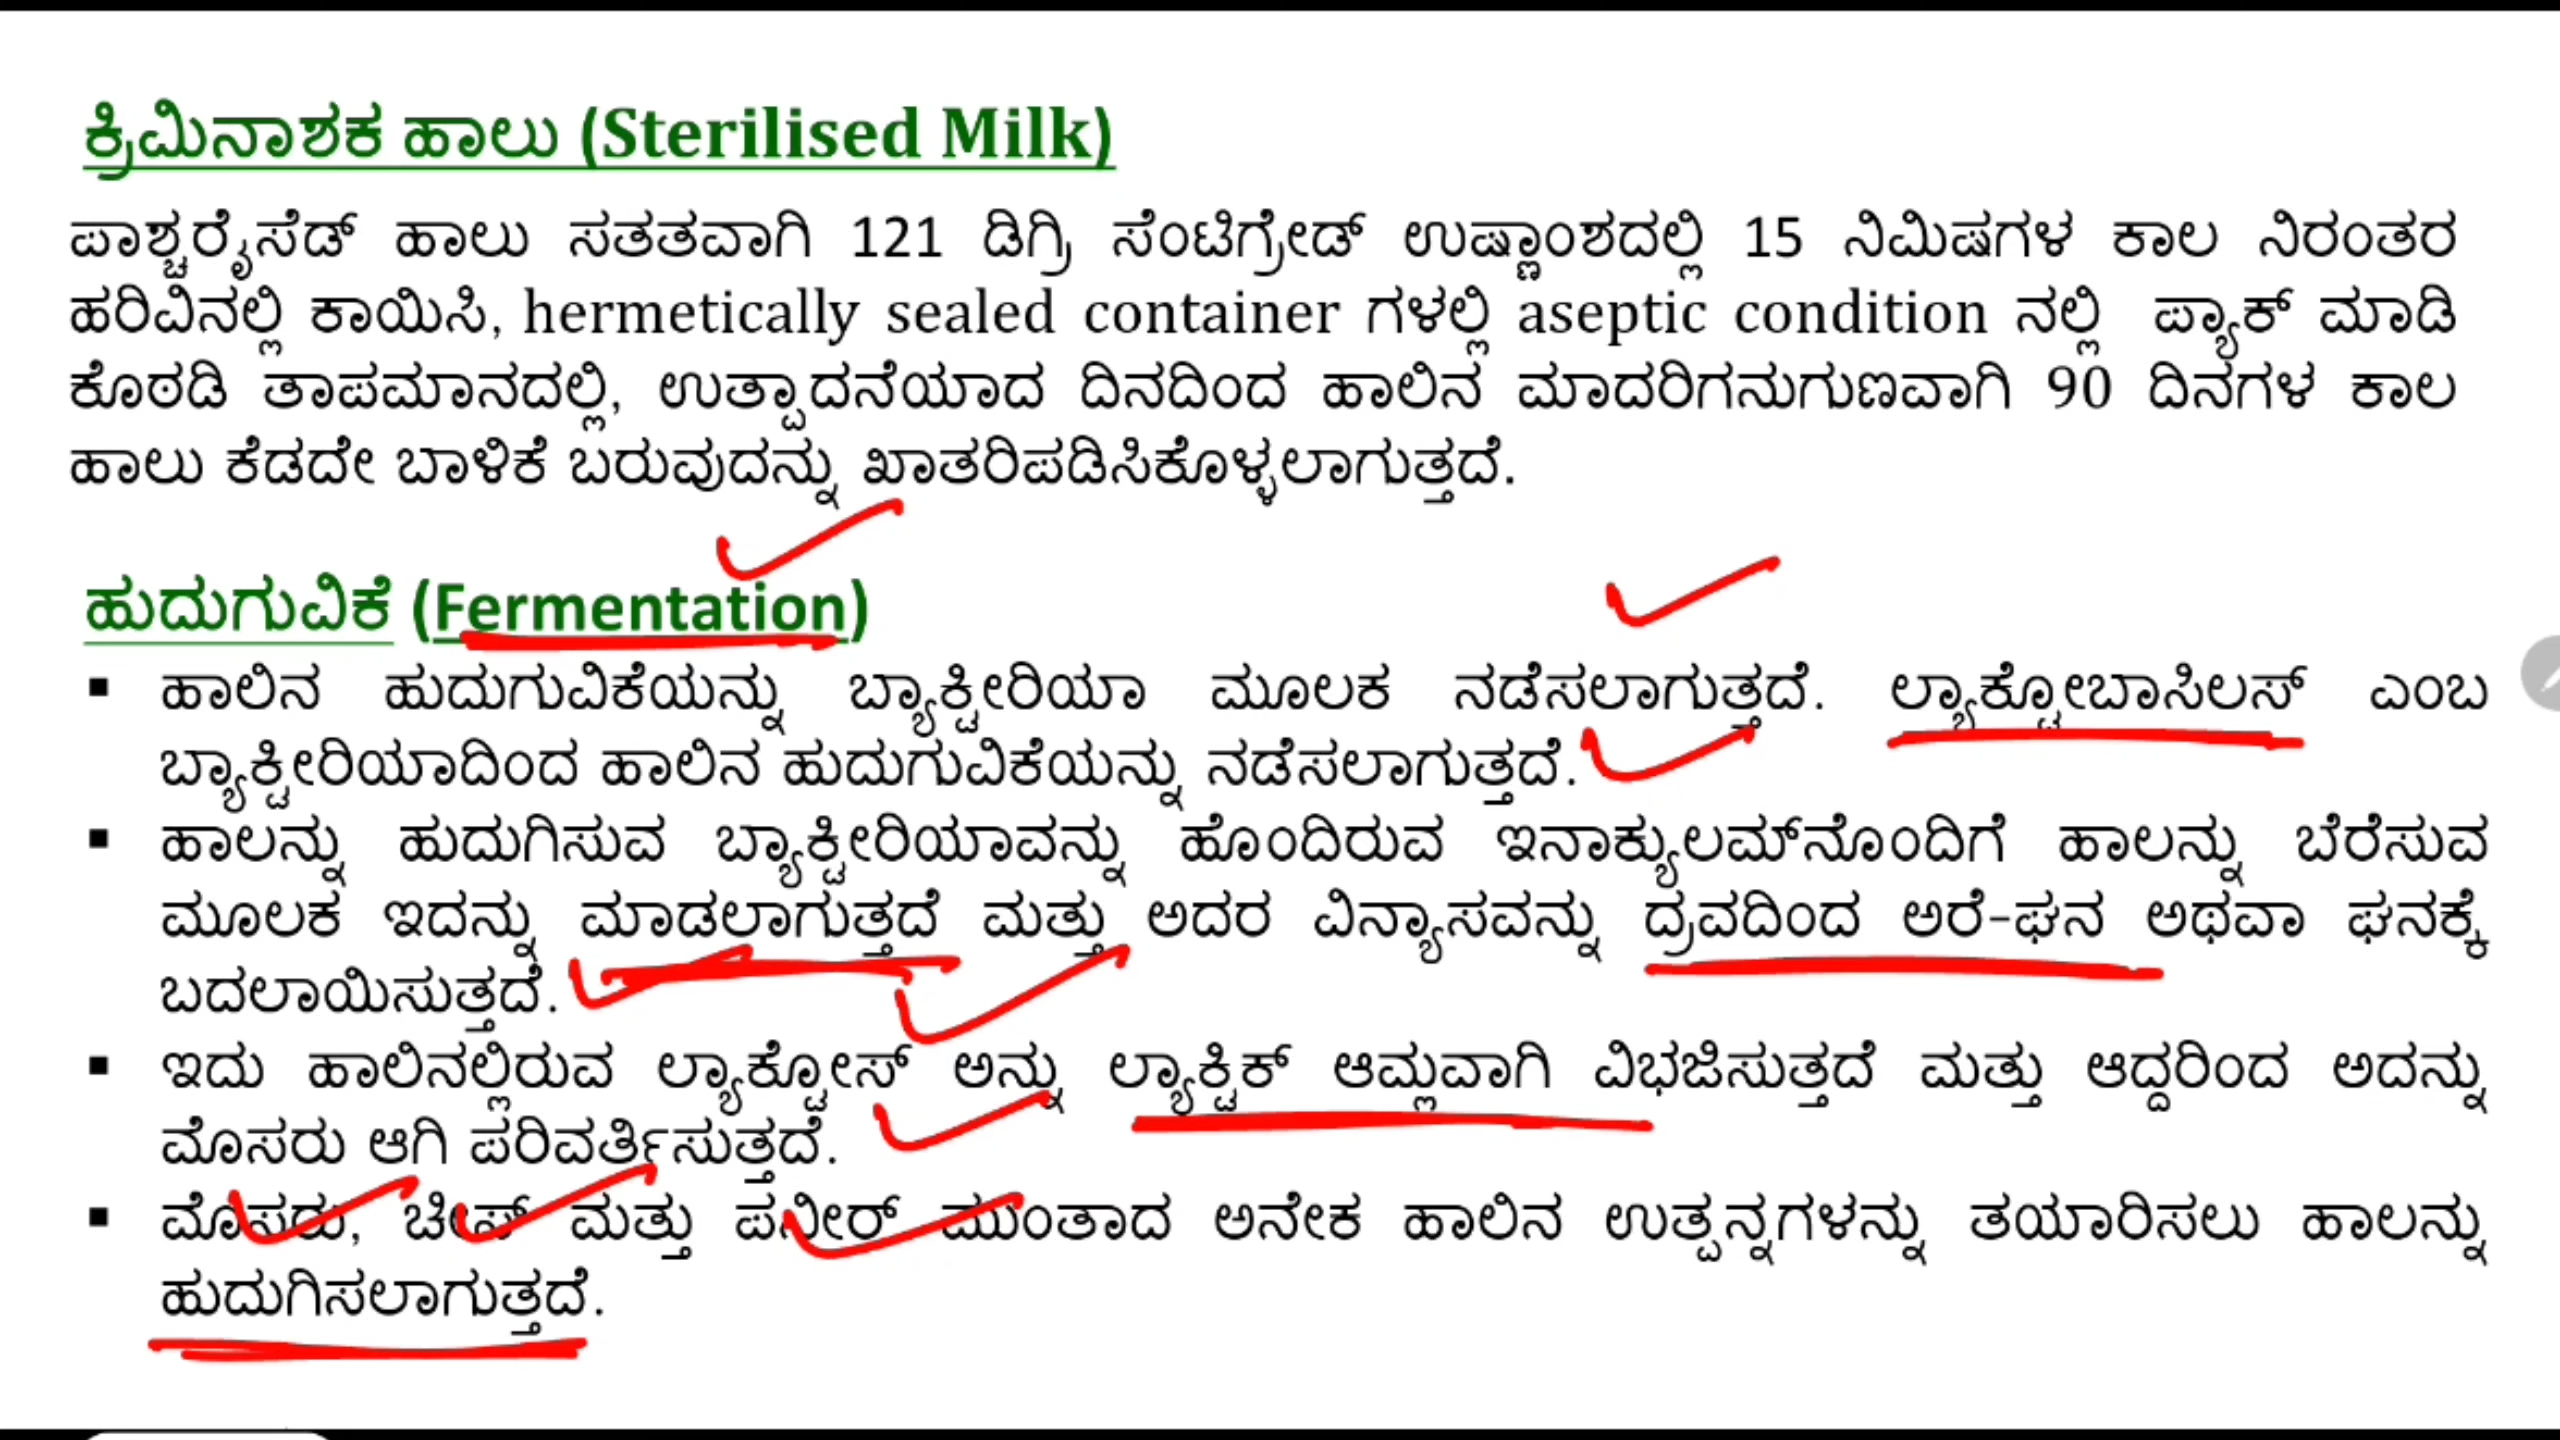 ಕ್ರಿಮಿನಾಶಕ ಹಾಲು (Sterilised Milk)
ಪಾಶ್ಚರೈಸೆಡ್ ಹಾಲು ಸತತವಾಗಿ 121 ಡಿಗ್ರಿ ಸೆಂಟಿಗ್ರೇಡ್ ಉಷ್ಣಾಂಶದಲ್ಲಿ 15 ನಿಮಿಷಗಳ ಕಾಲ ನಿರಂತರ
ಹರಿವಿನಲ್ಲಿ ಕಾಯಿಸಿ, hermetically sealed container ಗಳಲ್ಲಿ aseptic condition ನಲ್ಲಿ ಪ್ಯಾಕ್ ಮಾಡಿ
ಕೊಠಡಿ ತಾಪಮಾನದಲ್ಲಿ, ಉತ್ಪಾದನೆಯಾದ ದಿನದಿಂದ ಹಾಲಿನ ಮಾದರಿಗನುಗುಣವಾಗಿ 90 ದಿನಗಳ ಕಾಲ
ಹಾಲು ಕೆಡದೇ ಬಾಳಿಕೆ ಬರುವುದನ್ನು ಖಾತರಿಪಡಿಸಿಕೊಳ್ಳಲಾಗುತ್ತದೆ.
ಹುದುಗುವಿಕೆ (Fermentation)
▪ ಹಾಲಿನ ಹುದುಗುವಿಕೆಯನ್ನು ಬ್ಯಾಕ್ಟೀರಿಯಾ ಮೂಲಕ ನಡೆಸಲಾಗುತ್ತದೆ. ಲ್ಯಾಕ್ಟೋಬಾಸಿಲಸ್ ಎಂಬ
ಬ್ಯಾಕ್ಟೀರಿಯಾದಿಂದ ಹಾಲಿನ ಹುದುಗುವಿಕೆಯನ್ನು ನಡೆಸಲಾಗುತ್ತದೆ.
▪ ಹಾಲನ್ನು ಹುದುಗಿಸುವ ಬ್ಯಾಕ್ಟೀರಿಯಾವನ್ನು ಹೊಂದಿರುವ ಇನಾಕ್ಯುಲಮ್‌ನೊಂದಿಗೆ ಹಾಲನ್ನು ಬೆರೆಸುವ
ಮೂಲಕ ಇದನ್ನು ಮಾಡಲಾಗುತ್ತದೆ ಮತ್ತು ಅದರ ವಿನ್ಯಾಸವನ್ನು ದ್ರವದಿಂದ ಅರೆ-ಘನ ಅಥವಾ ಘನಕ್ಕೆ
ಬದಲಾಯಿಸುತ್ತದೆ.
▪ ಇದು ಹಾಲಿನಲ್ಲಿರುವ ಲ್ಯಾಕ್ಟೋಸ್ ಅನ್ನು ಲ್ಯಾಕ್ಟಿಕ್ ಆಮ್ಲವಾಗಿ ವಿಭಜಿಸುತ್ತದೆ ಮತ್ತು ಆದ್ದರಿಂದ ಅದನ್ನು
ಮೊಸರು ಆಗಿ ಪರಿವರ್ತಿಸುತ್ತದೆ.
▪ ಮೊಸರು, ಚೀಸ್ ಮತ್ತು ಪನೀರ್ ಮುಂತಾದ ಅನೇಕ ಹಾಲಿನ ಉತ್ಪನ್ನಗಳನ್ನು ತಯಾರಿಸಲು ಹಾಲನ್ನು
ಹುದುಗಿಸಲಾಗುತ್ತದೆ.